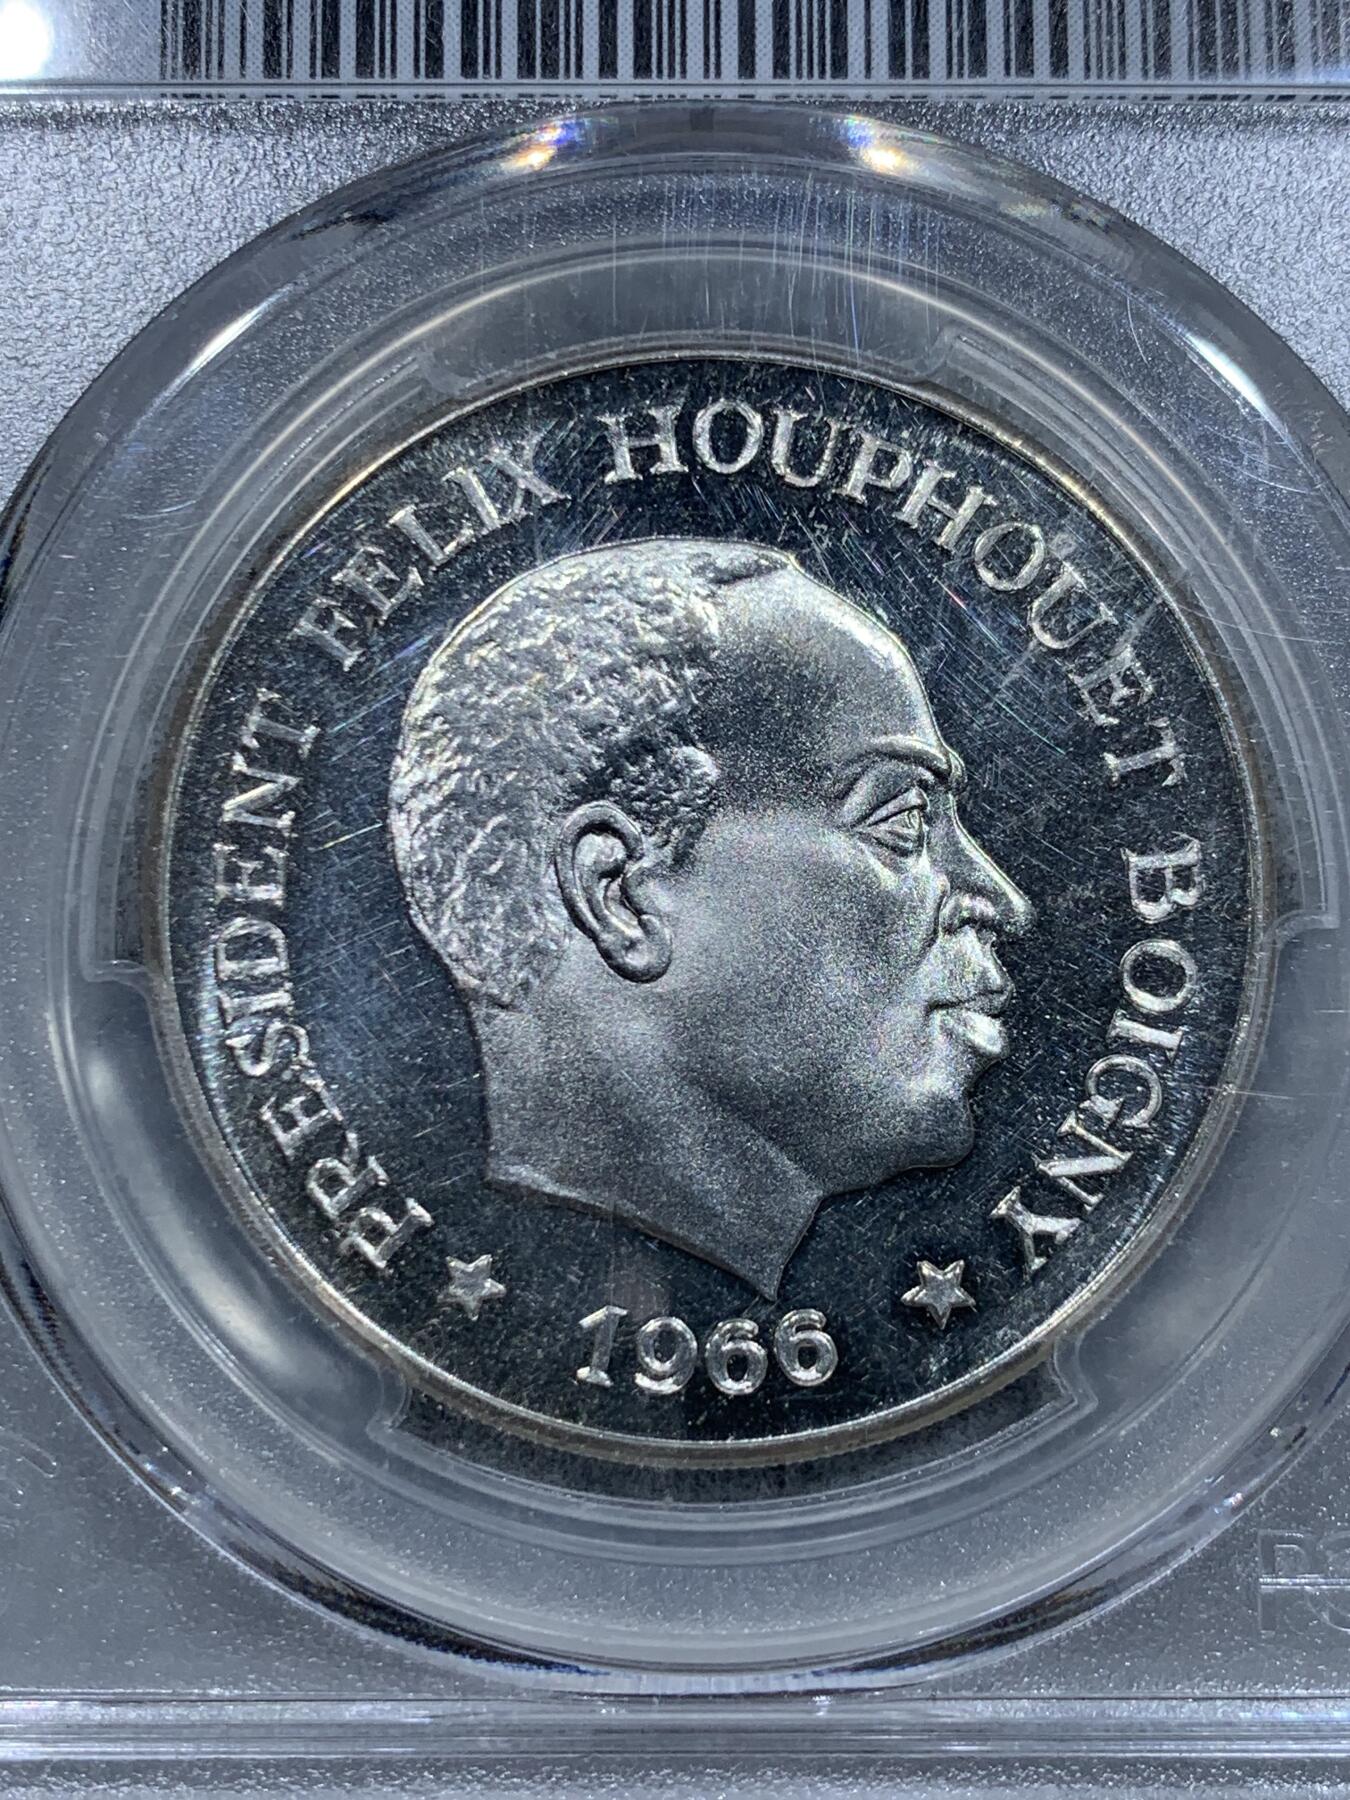 PRESIDENT FELIX HOUPHOUET BOIGNY
1966